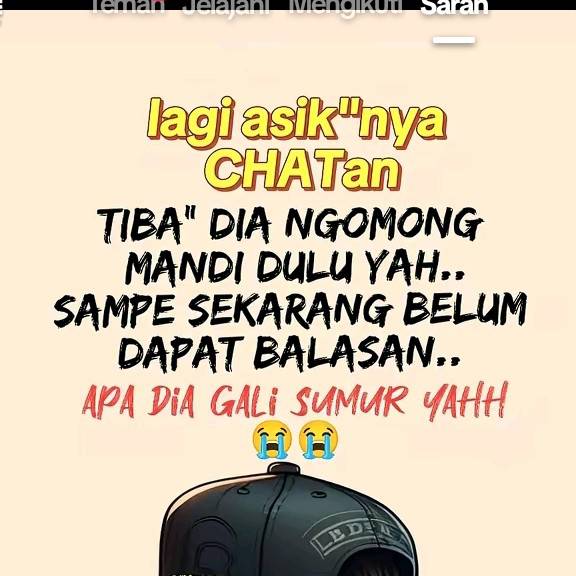 Teman Jelajahi Mengikuti Saran
lagi asik"nya
CHATan
TIBA" DIA NGOMONG
MANDI DULU YAH..
SAMPE SEKARANG BELUM
DAPAT BALASAN..
APA DiA GALi SUMUR YAHH
😭😭